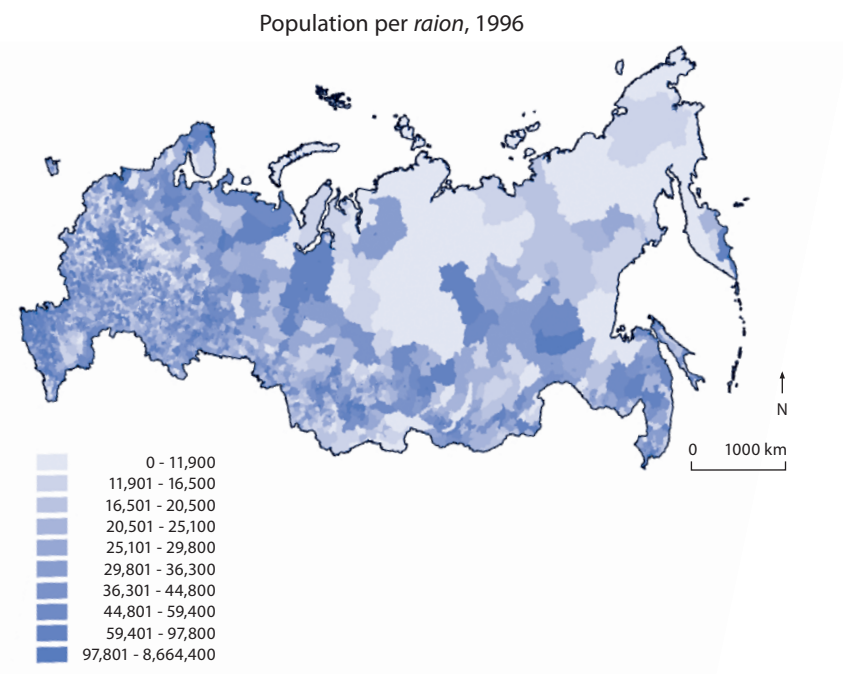 Population per raion, 1996
N
0 1000 km
0 - 11,900
11,901 - 16,500
16,501 - 20,500
20,501 - 25,100
25,101 - 29,800
29,801 - 36,300
36,301 - 44,800
44,801 - 59,400
59,401 - 97,800
97,801 - 8,664,400